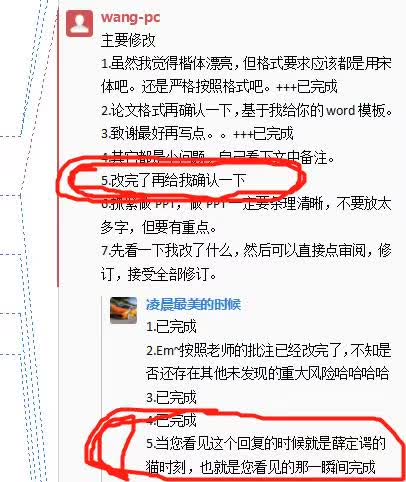 wang-pc
主要修改
1.虽然我觉得楷体漂亮，但格式要求应该都是用宋
体吧。还是严格按照格式吧。+++已完成
2.论文格式再确认一下，基于我给你的 word 模板。
3.致谢最好再写点。。+++已完成
4.其它都是小问题，自己看下文中备注。
5.改完了再给我确认一下
6.抓紧做 PPT，做 PPT 一定要条理清晰，不要放太
多字，但要有重点。
7.先看一下我改了什么，然后可以直接点审阅，修
订，接受全部修订。
凌晨最美的时候
1.已完成
2.Em~按照老师的批注已经改完了，不知是
否还存在其他未发现的重大风险哈哈哈哈
3.已完成
4.已完成
5.当您看见这个回复的时候就是薛定谔的
猫时刻，也就是您看见的那一瞬间完成